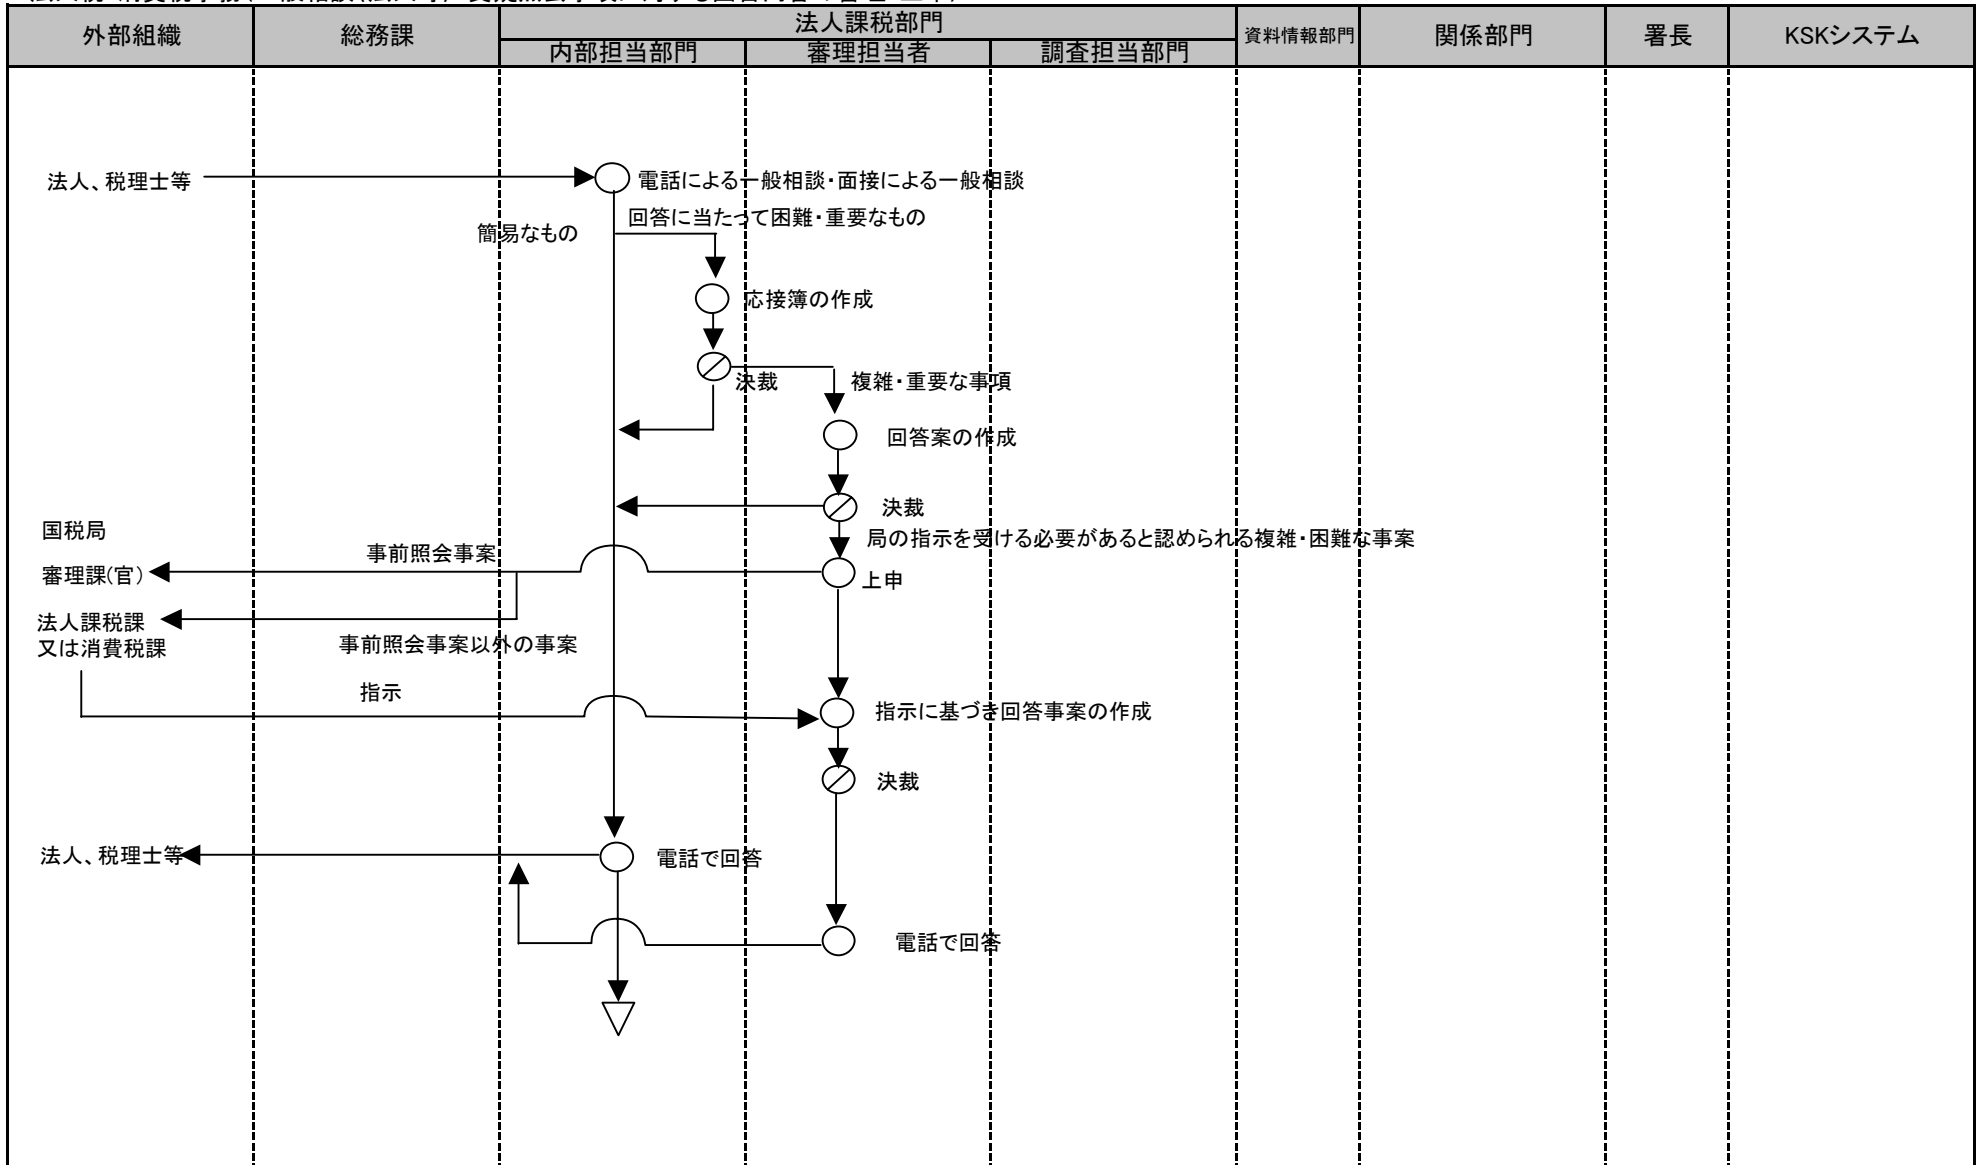 外部組織
総務課
法人課税部門
内部担当部門
審理担当者
調査担当部門
資料情報部門
関係部門
署長
KSKシステム
法人、税理士等
電話による一般相談・面接による一般相談
回答に当たって困難・重要なもの
簡易なもの
応接簿の作成
決裁
複雑・重要な事項
回答案の作成
決裁
国税局
局の指示を受ける必要があると認められる複雑・困難な事案
事前照会事案
審理課(官)
上申
法人課税課
又は消費税課
事前照会事案以外の事案
指示
指示に基づき回答事案の作成
決裁
法人、税理士等
電話で回答
電話で回答